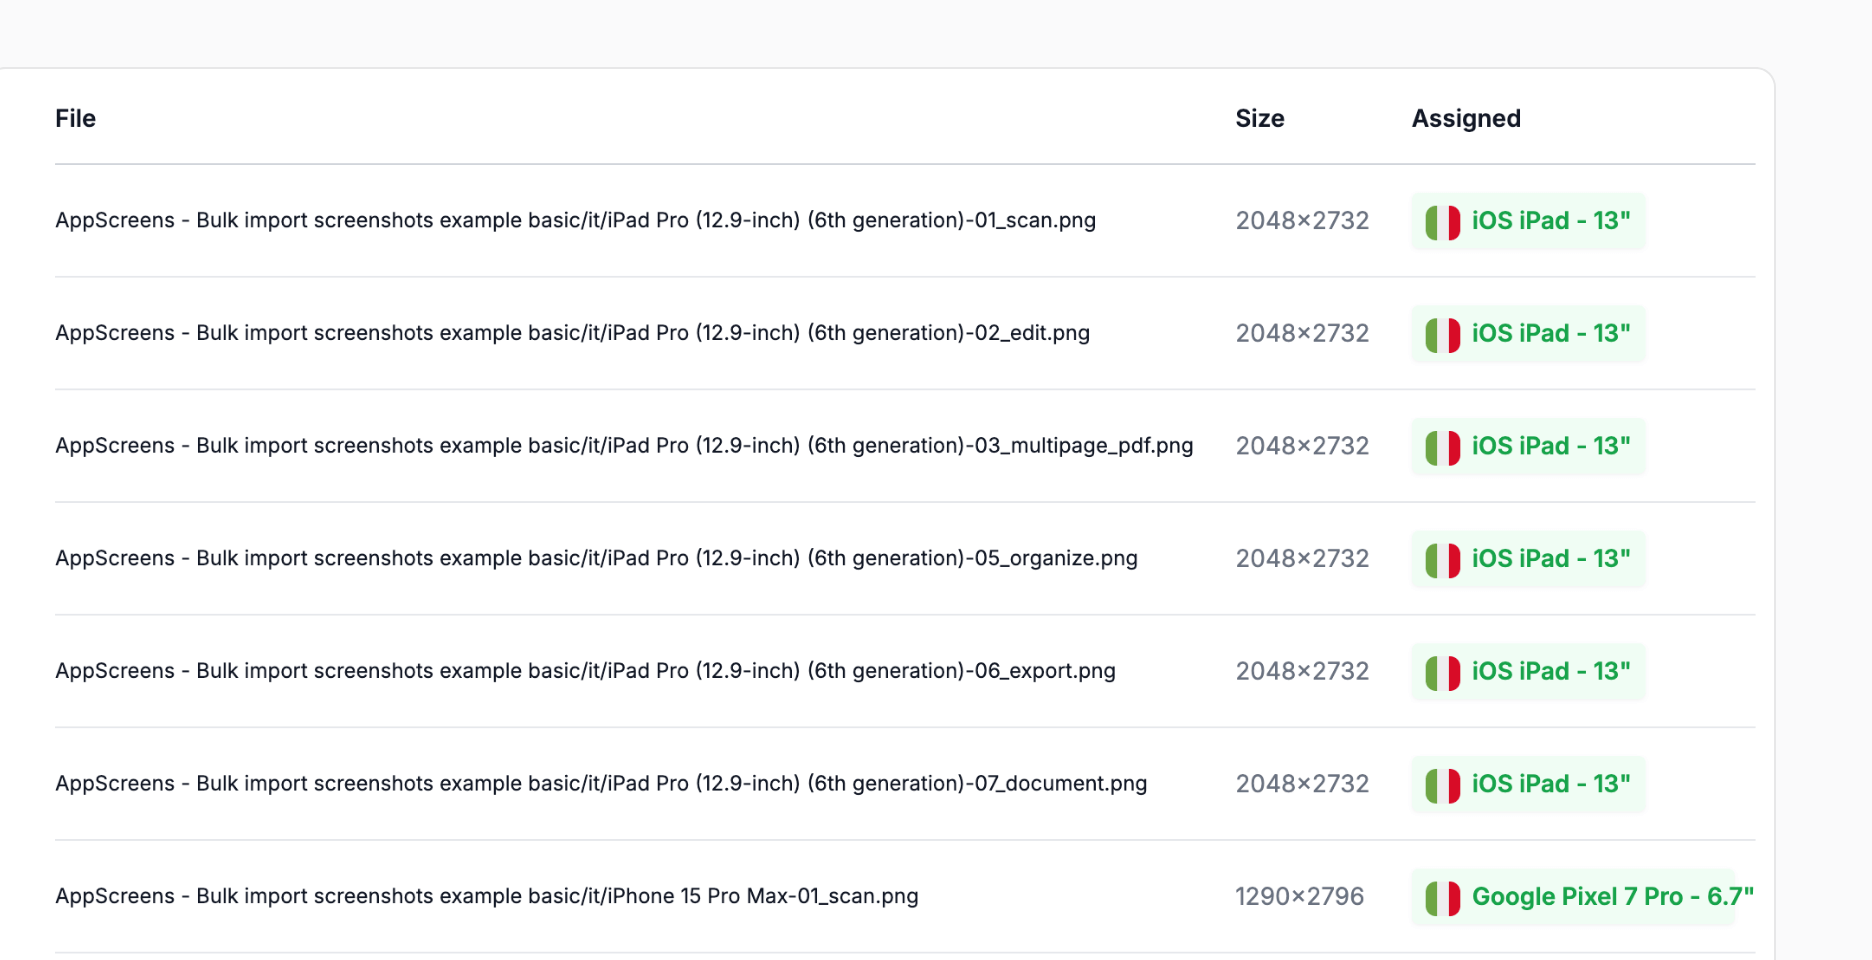 File Size Assigned
AppScreens - Bulk import screenshots example basic/it/iPad Pro (12.9-inch) (6th generation)-01_scan.png 2048×2732 iOS iPad - 13"
AppScreens - Bulk import screenshots example basic/it/iPad Pro (12.9-inch) (6th generation)-02_edit.png 2048×2732 iOS iPad - 13"
AppScreens - Bulk import screenshots example basic/it/iPad Pro (12.9-inch) (6th generation)-03_multipage_pdf.png 2048×2732 iOS iPad - 13"
AppScreens - Bulk import screenshots example basic/it/iPad Pro (12.9-inch) (6th generation)-05_organize.png 2048×2732 iOS iPad - 13"
AppScreens - Bulk import screenshots example basic/it/iPad Pro (12.9-inch) (6th generation)-06_export.png 2048×2732 iOS iPad - 13"
AppScreens - Bulk import screenshots example basic/it/iPad Pro (12.9-inch) (6th generation)-07_document.png 2048×2732 iOS iPad - 13"
AppScreens - Bulk import screenshots example basic/it/iPhone 15 Pro Max-01_scan.png 1290×2796 Google Pixel 7 Pro - 6.7"